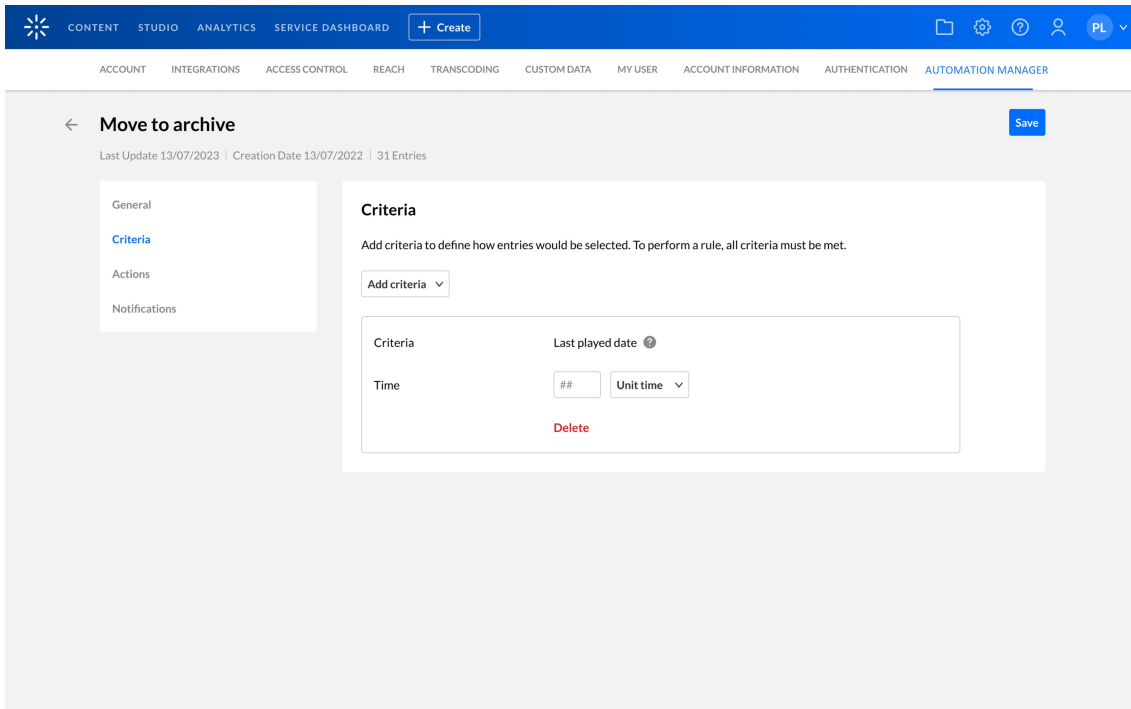 CONTENT STUDIO ANALYTICS SERVICE DASHBOARD + Create PL
ACCOUNT INTEGRATIONS ACCESS CONTROL REACH TRANSCODING CUSTOM DATA MY USER ACCOUNT INFORMATION AUTHENTICATION AUTOMATION MANAGER
Move to archive Save
Last Update 13/07/2023 | Creation Date 13/07/2022 | 31 Entries
General
Criteria
Actions
Notifications
Criteria
Add criteria to define how entries would be selected. To perform a rule, all criteria must be met.
Add criteria
Criteria Last played date ?
Time ## Unit time
Delete